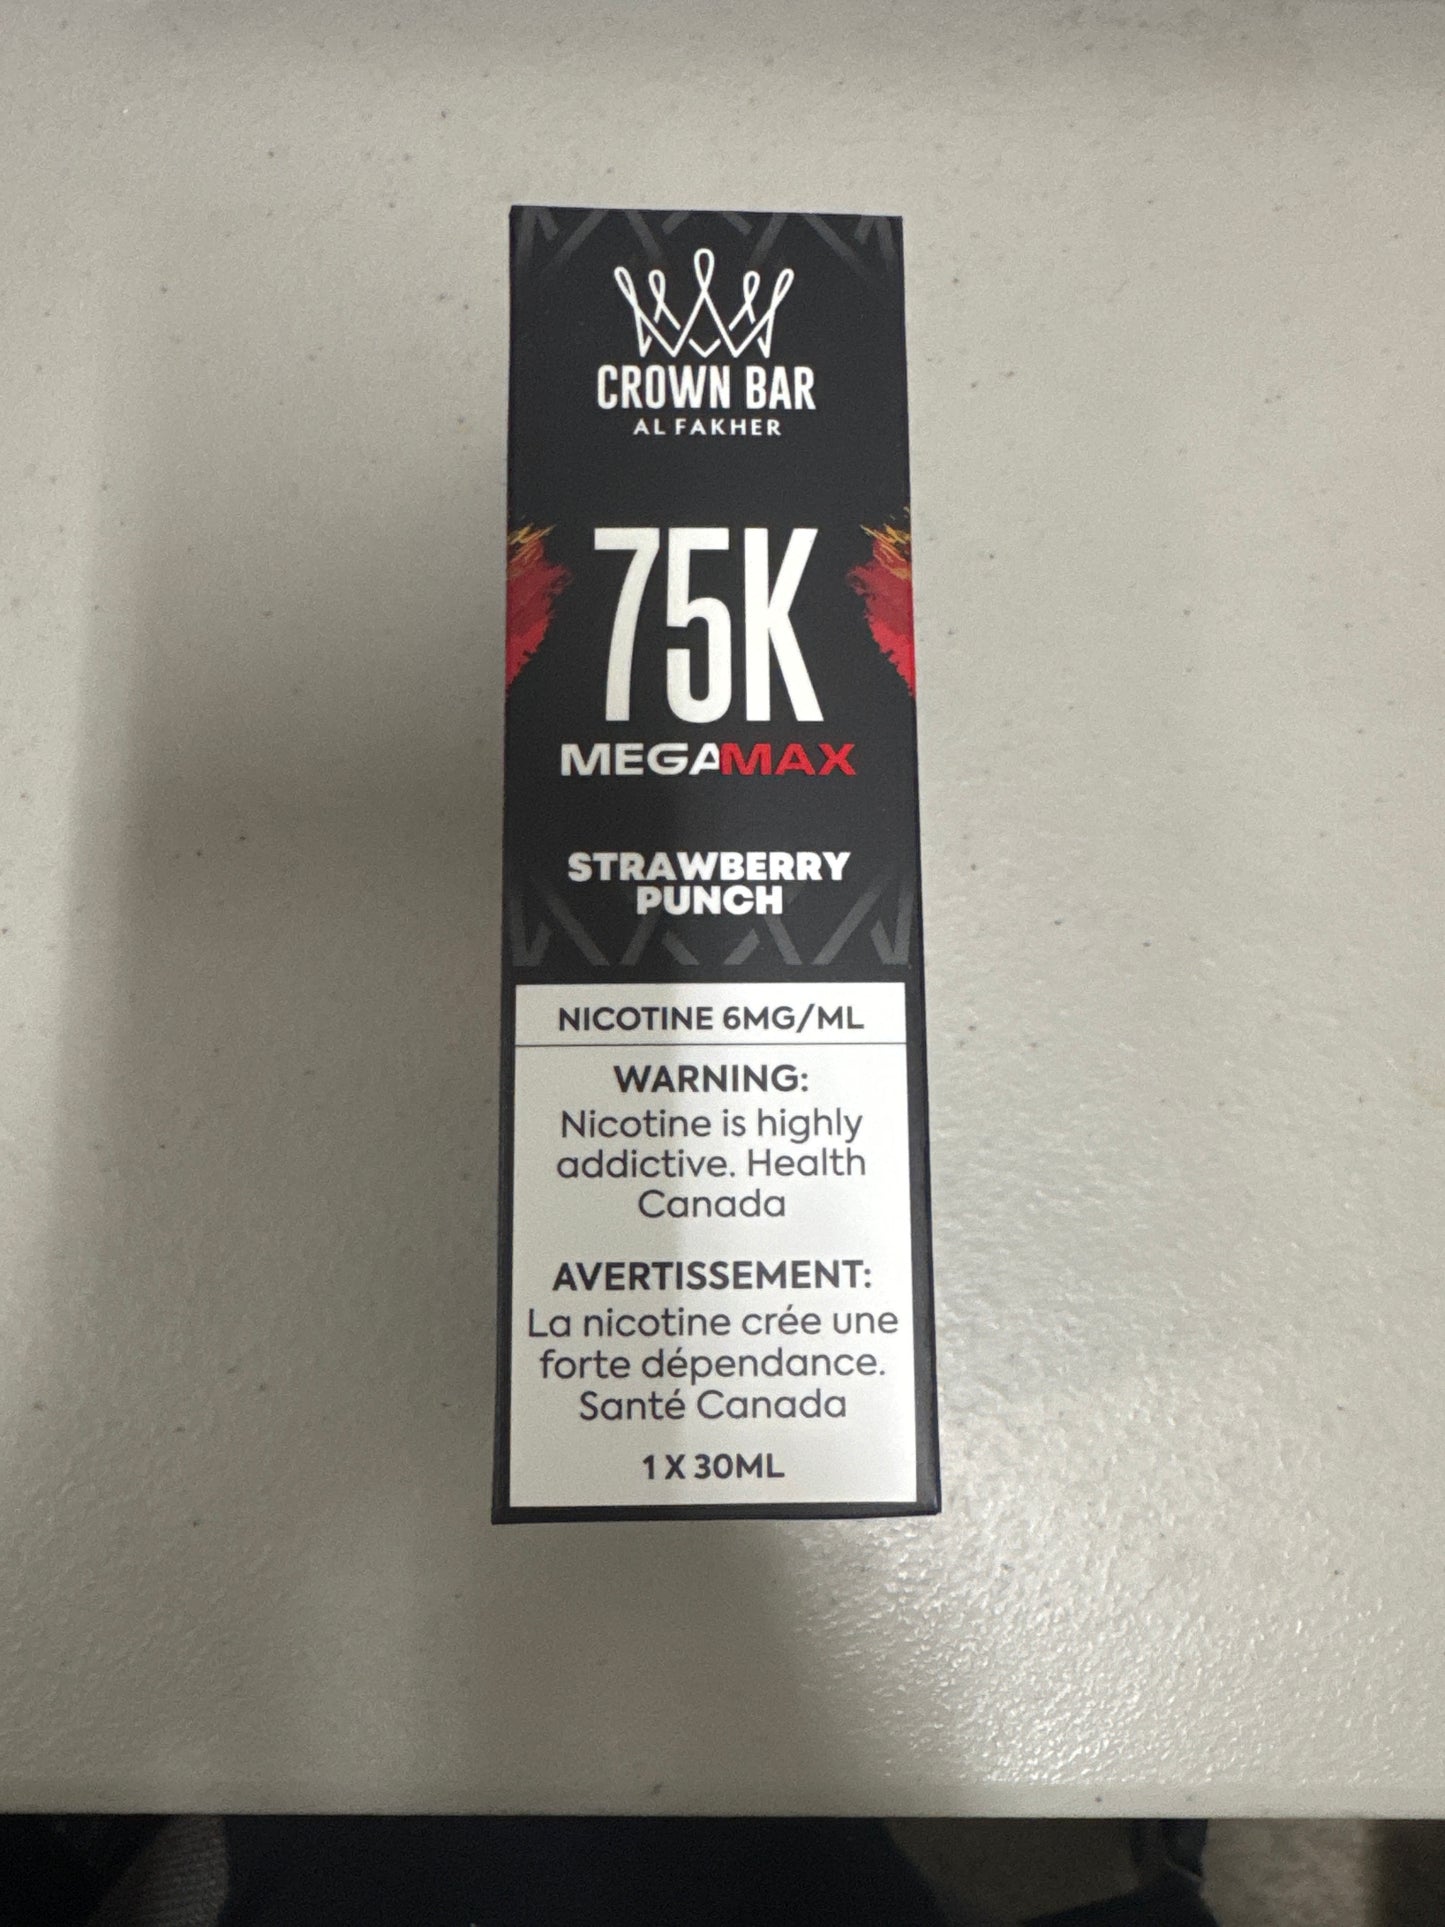 CROWN BAR
AL FAKHER
75K
MEGAMAX
STRAWBERRY
PUNCH
NICOTINE 6MG/ML
WARNING:
Nicotine is highly
addictive. Health
Canada
AVERTISSEMENT:
La nicotine crée une
forte dépendance.
Santé Canada
1 X 30ML